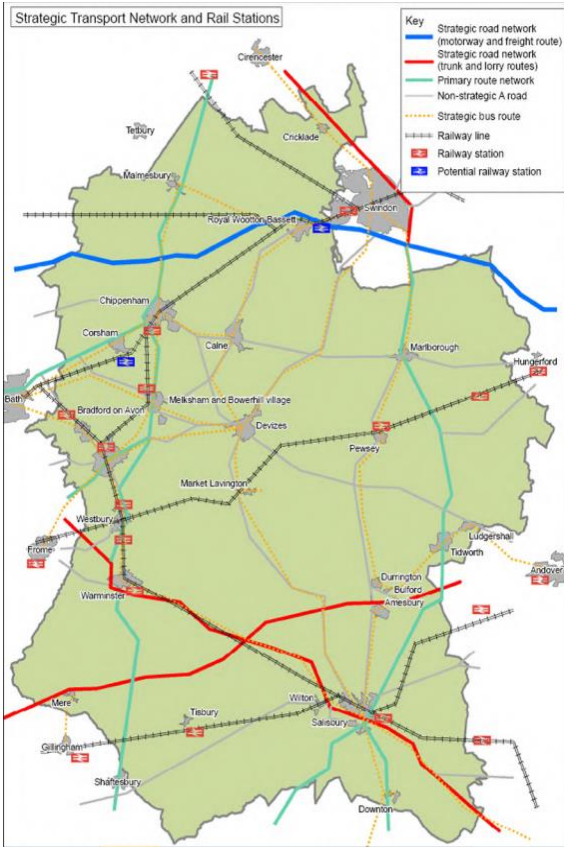 Strategic Transport Network and Rail Stations
Key
Strategic road network
(motorway and freight route)
Strategic road network
(trunk and lorry routes)
Primary route network
Non-strategic A road
Strategic bus route
Railway line
Railway station
Potential railway station
Cirencester
Cricklade
Tetbury
Malmesbury
Royal Wootton Bassett
Swindon
Chippenham
Corsham
Calne
Marlborough
Hungerford
Bath
Bradford on Avon
Melksham and Bowerhill village
Devizes
Pewsey
Market Lavington
Westbury
Frome
Ludgershall
Tidworth
Andover
Durrington
Bulford
Amesbury
Warminster
Mere
Wilton
Tisbury
Salisbury
Gillingham
Shaftesbury
Downton